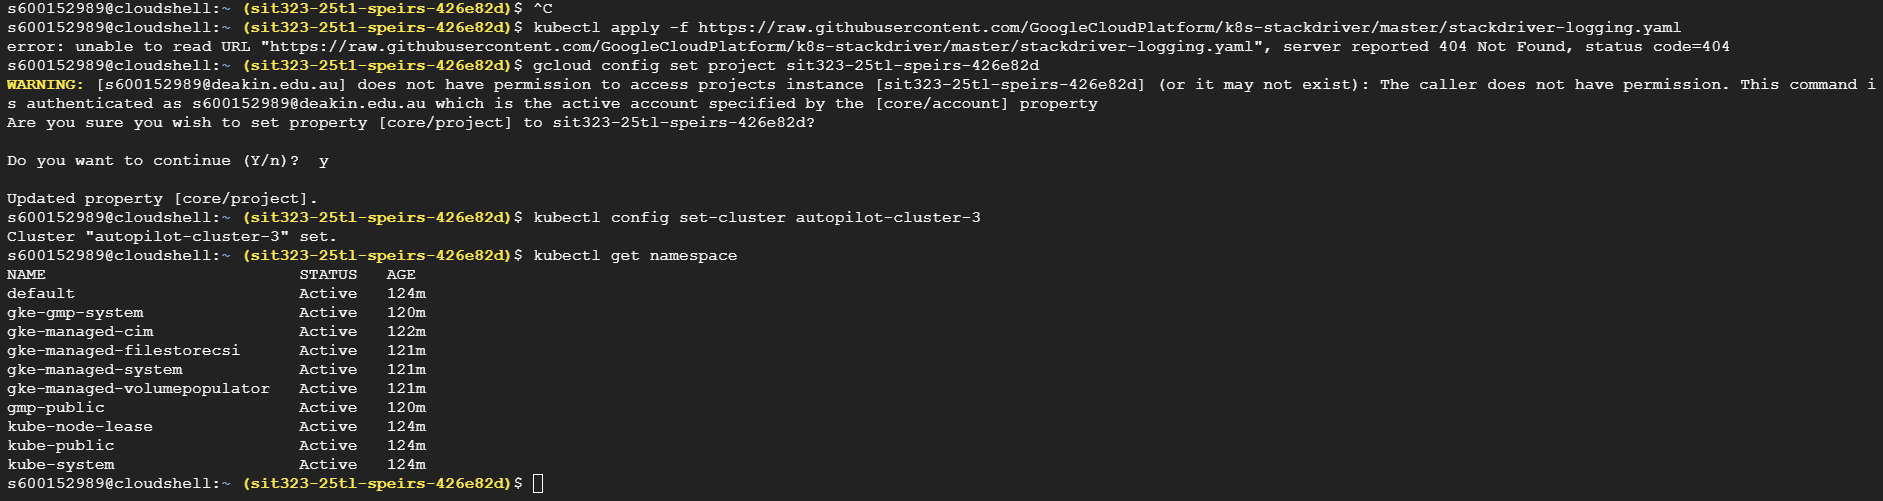 s600152989@cloudshell:~ (sit323-25t1-speirs-426e82d)$ ^C
s600152989@cloudshell:~ (sit323-25t1-speirs-426e82d)$ kubectl apply -f https://raw.githubusercontent.com/GoogleCloudPlatform/k8s-stackdriver/master/stackdriver-logging.yaml
error: unable to read URL "https://raw.githubusercontent.com/GoogleCloudPlatform/k8s-stackdriver/master/stackdriver-logging.yaml", server reported 404 Not Found, status code=404
s600152989@cloudshell:~ (sit323-25t1-speirs-426e82d)$ gcloud config set project sit323-25tl-speirs-426e82d
WARNING: [s600152989@deakin.edu.au] does not have permission to access projects instance [sit323-25tl-speirs-426e82d] (or it may not exist): The caller does not have permission. This command i
s authenticated as s600152989@deakin.edu.au which is the active account specified by the [core/account] property
Are you sure you wish to set property [core/project] to sit323-25tl-speirs-426e82d?
Do you want to continue (Y/n)?  y
Updated property [core/project].
s600152989@cloudshell:~ (sit323-25tl-speirs-426e82d)$ kubectl config set-cluster autopilot-cluster-3
Cluster "autopilot-cluster-3" set.
s600152989@cloudshell:~ (sit323-25tl-speirs-426e82d)$ kubectl get namespace
NAME STATUS AGE
default Active 124m
gke-gmp-system Active 120m
gke-managed-cim Active 122m
gke-managed-filestorecsi Active 121m
gke-managed-system Active 121m
gke-managed-volumepopulator Active 121m
gmp-public Active 120m
kube-node-lease Active 124m
kube-public Active 124m
kube-system Active 124m
s600152989@cloudshell:~ (sit323-25tl-speirs-426e82d)$